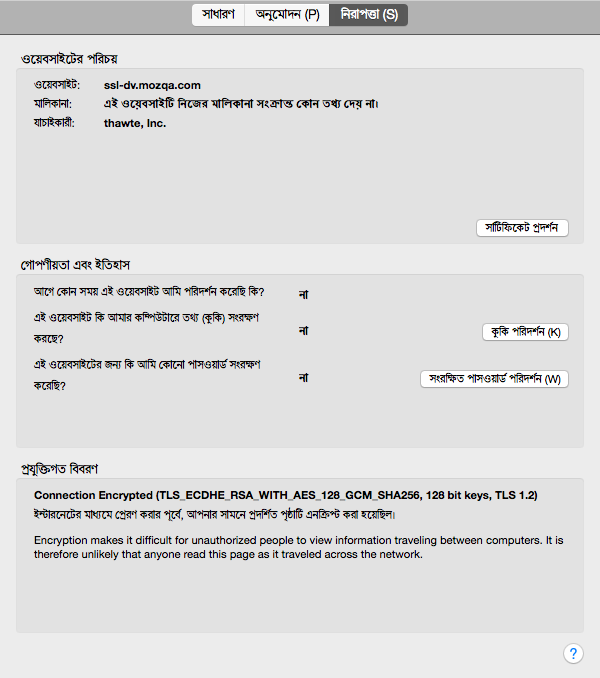 সাধারণ অনুমোদন (P) নিরাপত্তা (S)
ওয়েবসাইটের পরিচয়
ওয়েবসাইট: ssl-dv.mozqa.com
মালিকানা: এই ওয়েবসাইটি নিজের মালিকানা সংক্রান্ত কোন তথ্য দেয় না।
যাচাইকারী: thawte, Inc.
সার্টিফিকেট প্রদর্শন
গোপণীয়তা এবং ইতিহাস
আগে কোন সময় এই ওয়েবসাইট আমি পরিদর্শন করেছি কি? না
এই ওয়েবসাইট কি আমার কম্পিউটারে তথ্য (কুকি) সংরক্ষণ
করছে? না কুকি পরিদর্শন (K)
এই ওয়েবসাইটের জন্য কি আমি কোনো পাসওয়ার্ড সংরক্ষণ
করেছি? না সংরক্ষিত পাসওয়ার্ড পরিদর্শন (W)
প্রযুক্তিগত বিবরণ
Connection Encrypted (TLS_ECDHE_RSA_WITH_AES_128_GCM_SHA256, 128 bit keys, TLS 1.2)
ইন্টারনেটের মাধ্যমে প্রেরণ করার পূর্বে, আপনার সামনে প্রদর্শিত পৃষ্ঠাটি এনক্রিপ্ট করা হয়েছিল।
Encryption makes it difficult for unauthorized people to view information traveling between computers. It is
therefore unlikely that anyone read this page as it traveled across the network.
?